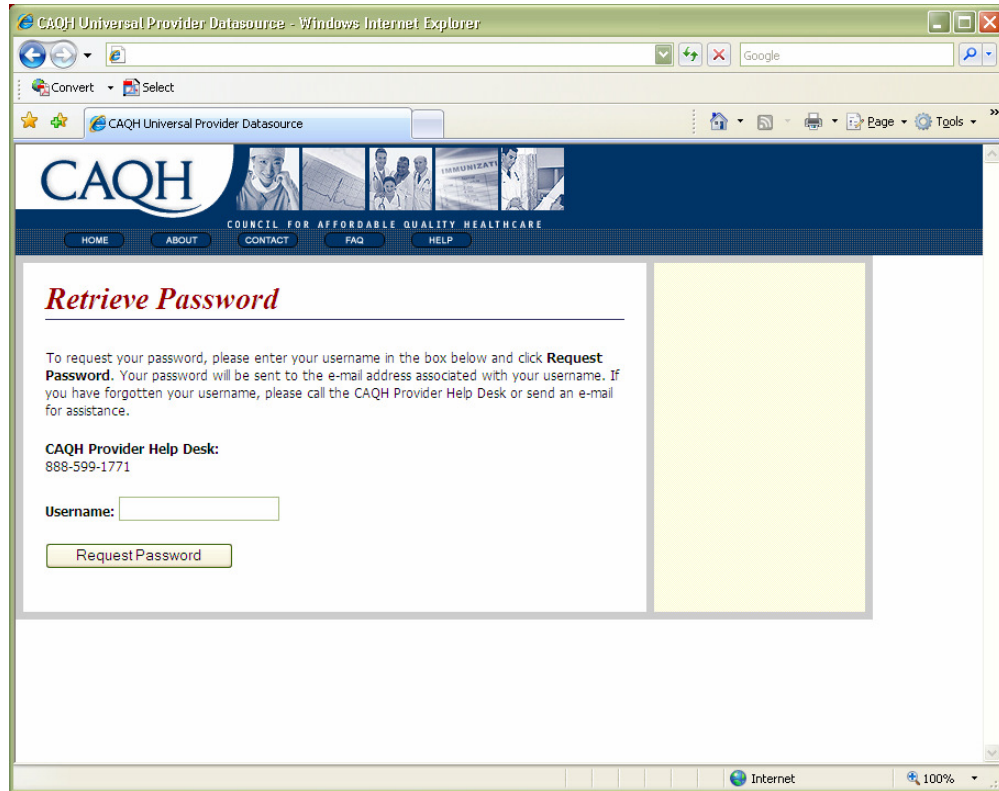 CAQH Universal Provider Datasource - Windows Internet Explorer
Google
Convert Select
CAQH Universal Provider Datasource
Page Tools
CAQH
IMMUNIZATI
COUNCIL FOR AFFORDABLE QUALITY HEALTHCARE
HOME ABOUT CONTACT FAQ HELP
Retrieve Password
To request your password, please enter your username in the box below and click Request
Password. Your password will be sent to the e-mail address associated with your username. If
you have forgotten your username, please call the CAQH Provider Help Desk or send an e-mail
for assistance.
CAQH Provider Help Desk:
888-599-1771
Username:
Request Password
Internet 100%